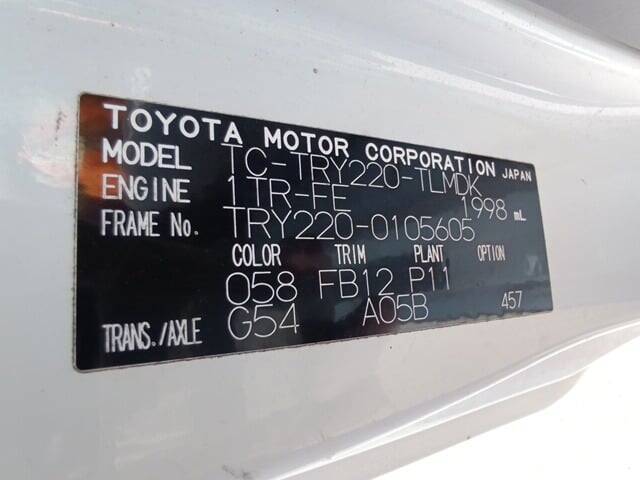 TOYOTA MOTOR CORPORATION JAPAN
MODEL TC-TRY220-TLMDK
ENGINE 1TR-FE 1998 mL
FRAME No. TRY220-0105605
COLOR TRIM PLANT OPTION
058 FB12 P11
TRANS./AXLE G54 A05B 457